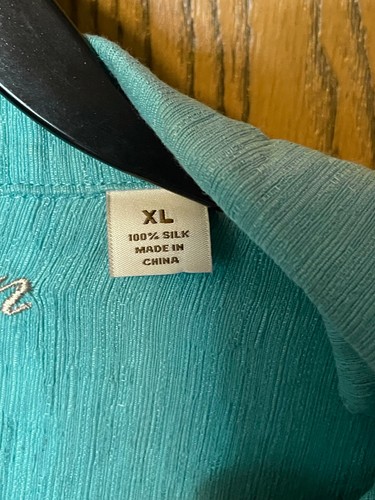 XL
100% SILK
MADE IN
CHINA